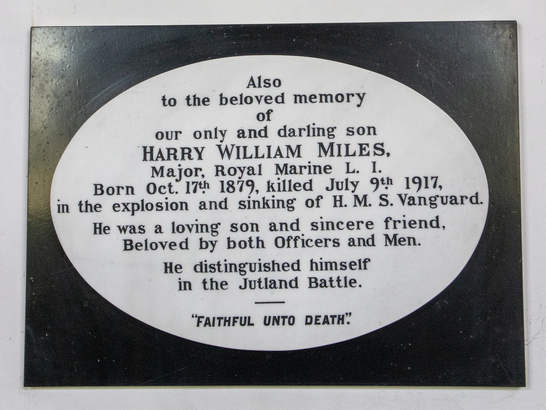 Also
to the beloved memory
of
our only and darling son
HARRY WILLIAM MILES,
Major, Royal Marine L. I.
Born Oct. 17th 1879, killed July 9th 1917,
in the explosion and sinking of H. M. S. Vanguard.
He was a loving son and sincere friend,
Beloved by both Officers and Men.
He distinguished himself
in the Jutland Battle.
"FAITHFUL UNTO DEATH".